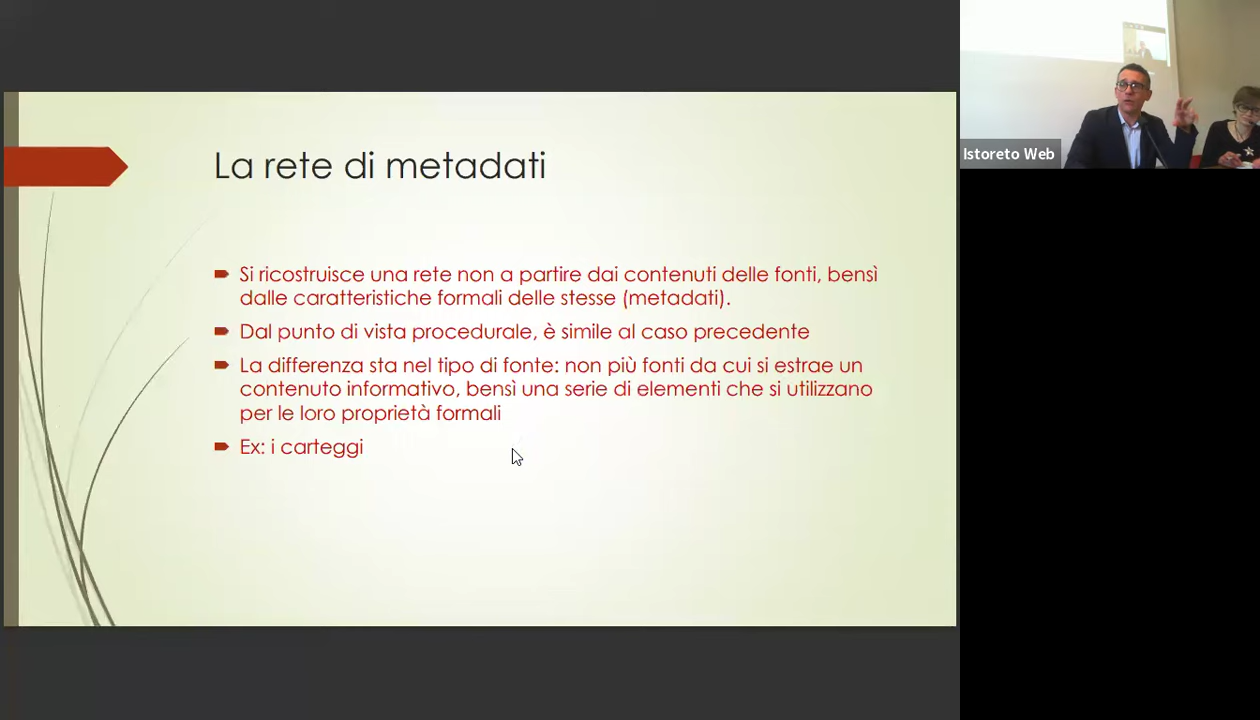 La rete di metadati
Si ricostruisce una rete non a partire dai contenuti delle fonti, bensì
dalle caratteristiche formali delle stesse (metadati).
Dal punto di vista procedurale, è simile al caso precedente
La differenza sta nel tipo di fonte: non più fonti da cui si estrae un
contenuto informativo, bensì una serie di elementi che si utilizzano
per le loro proprietà formali
Ex: i carteggi
Istoreto Web